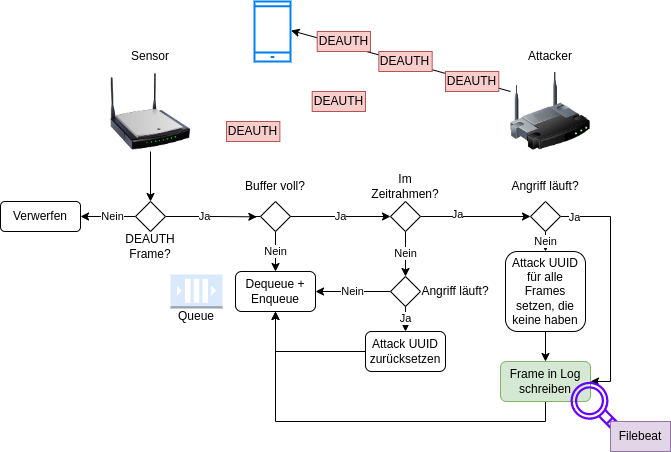 DEAUTH
Sensor
Attacker
DEAUTH
DEAUTH
DEAUTH
DEAUTH
Buffer voll?
Im
Zeitrahmen?
Angriff läuft?
Verwerfen
Nein
Ja
Ja
Ja
Ja
DEAUTH
Frame?
Nein
Nein
Nein
Dequeue +
Enqueue
Nein
Angriff läuft?
Attack UUID
für alle
Frames
setzen, die
keine haben
Queue
Ja
Attack UUID
zurücksetzen
Frame in Log
schreiben
Filebeat